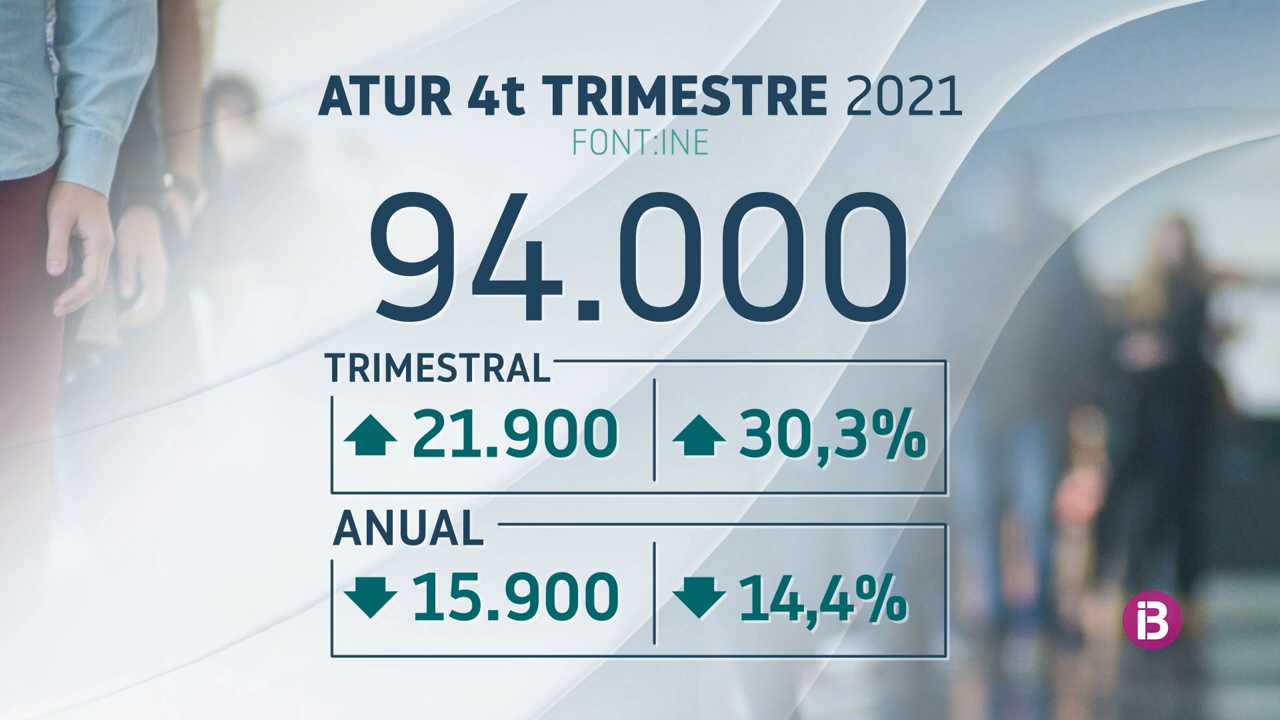 ATUR 4t TRIMESTRE 2021
FONT:INE
94.000
TRIMESTRAL
21.900 30,3%
ANUAL
15.900 14,4%
iB